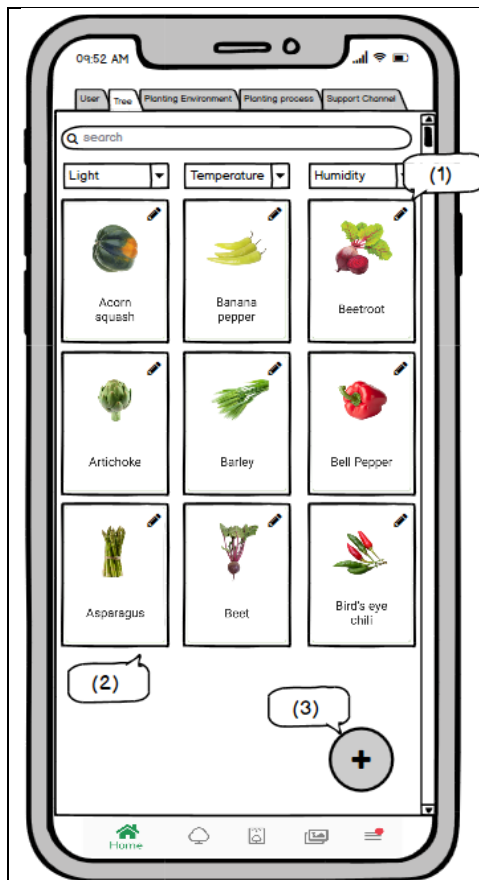 09:52 AM
User Tree Planting Environment Planting process Support Channel
search
Light Temperature Humidity
(1)
Acorn squash
Banana pepper
Beetroot
Artichoke
Barley
Bell Pepper
Asparagus
Beet
Bird's eye chili
(2)
(3)
+
Home